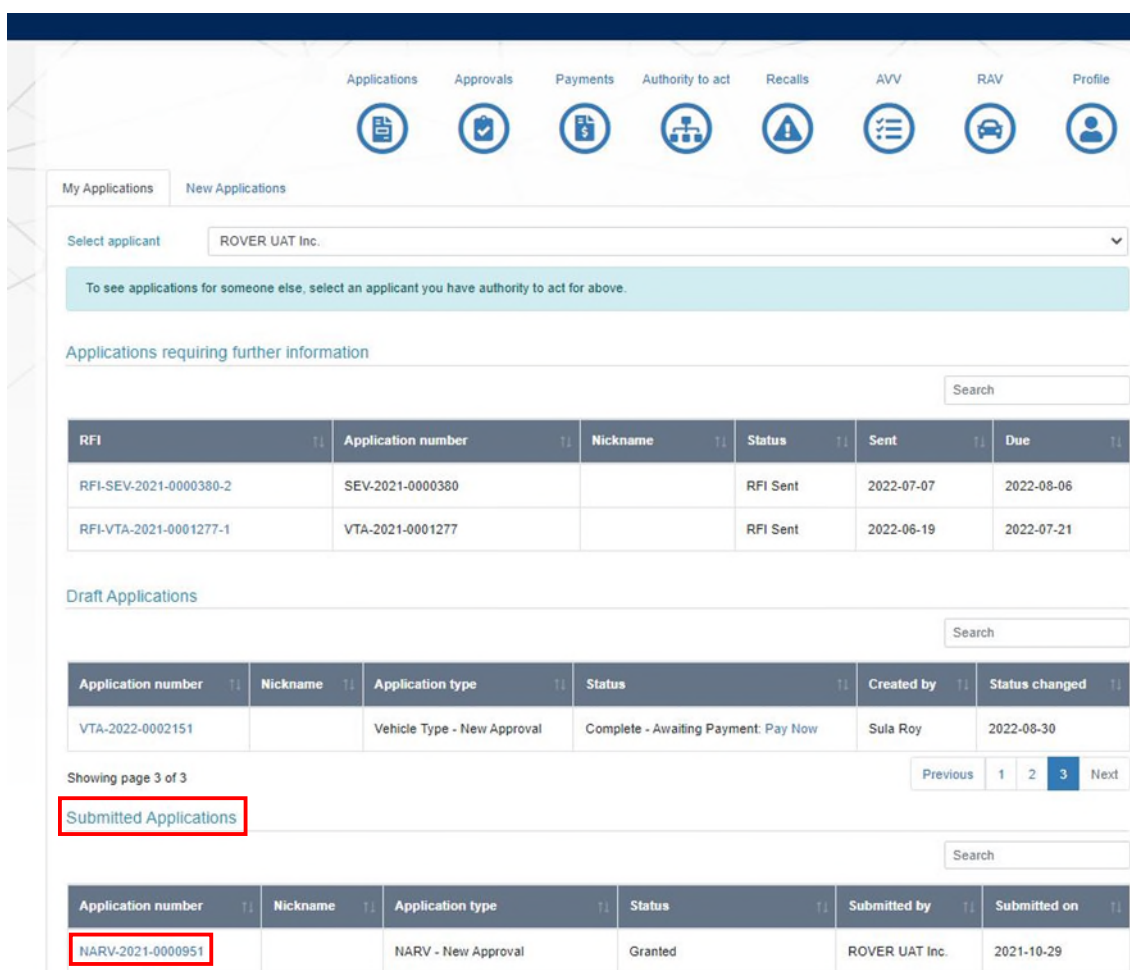 Applications Approvals Payments Authority to act Recalls AVV RAV Profile
My Applications New Applications
Select applicant ROVER UAT Inc.
To see applications for someone else, select an applicant you have authority to act for above.
Applications requiring further information
Search
RFI Application number Nickname Status Sent Due
RFI-SEV-2021-0000380-2 SEV-2021-0000380 RFI Sent 2022-07-07 2022-08-06
RFI-VTA-2021-0001277-1 VTA-2021-0001277 RFI Sent 2022-06-19 2022-07-21
Draft Applications
Search
Application number Nickname Application type Status Created by Status changed
VTA-2022-0002151 Vehicle Type - New Approval Complete - Awaiting Payment: Pay Now Sula Roy 2022-08-30
Showing page 3 of 3 Previous 1 2 3 Next
Submitted Applications
Search
Application number Nickname Application type Status Submitted by Submitted on
NARV-2021-0000951 NARV - New Approval Granted ROVER UAT Inc. 2021-10-29